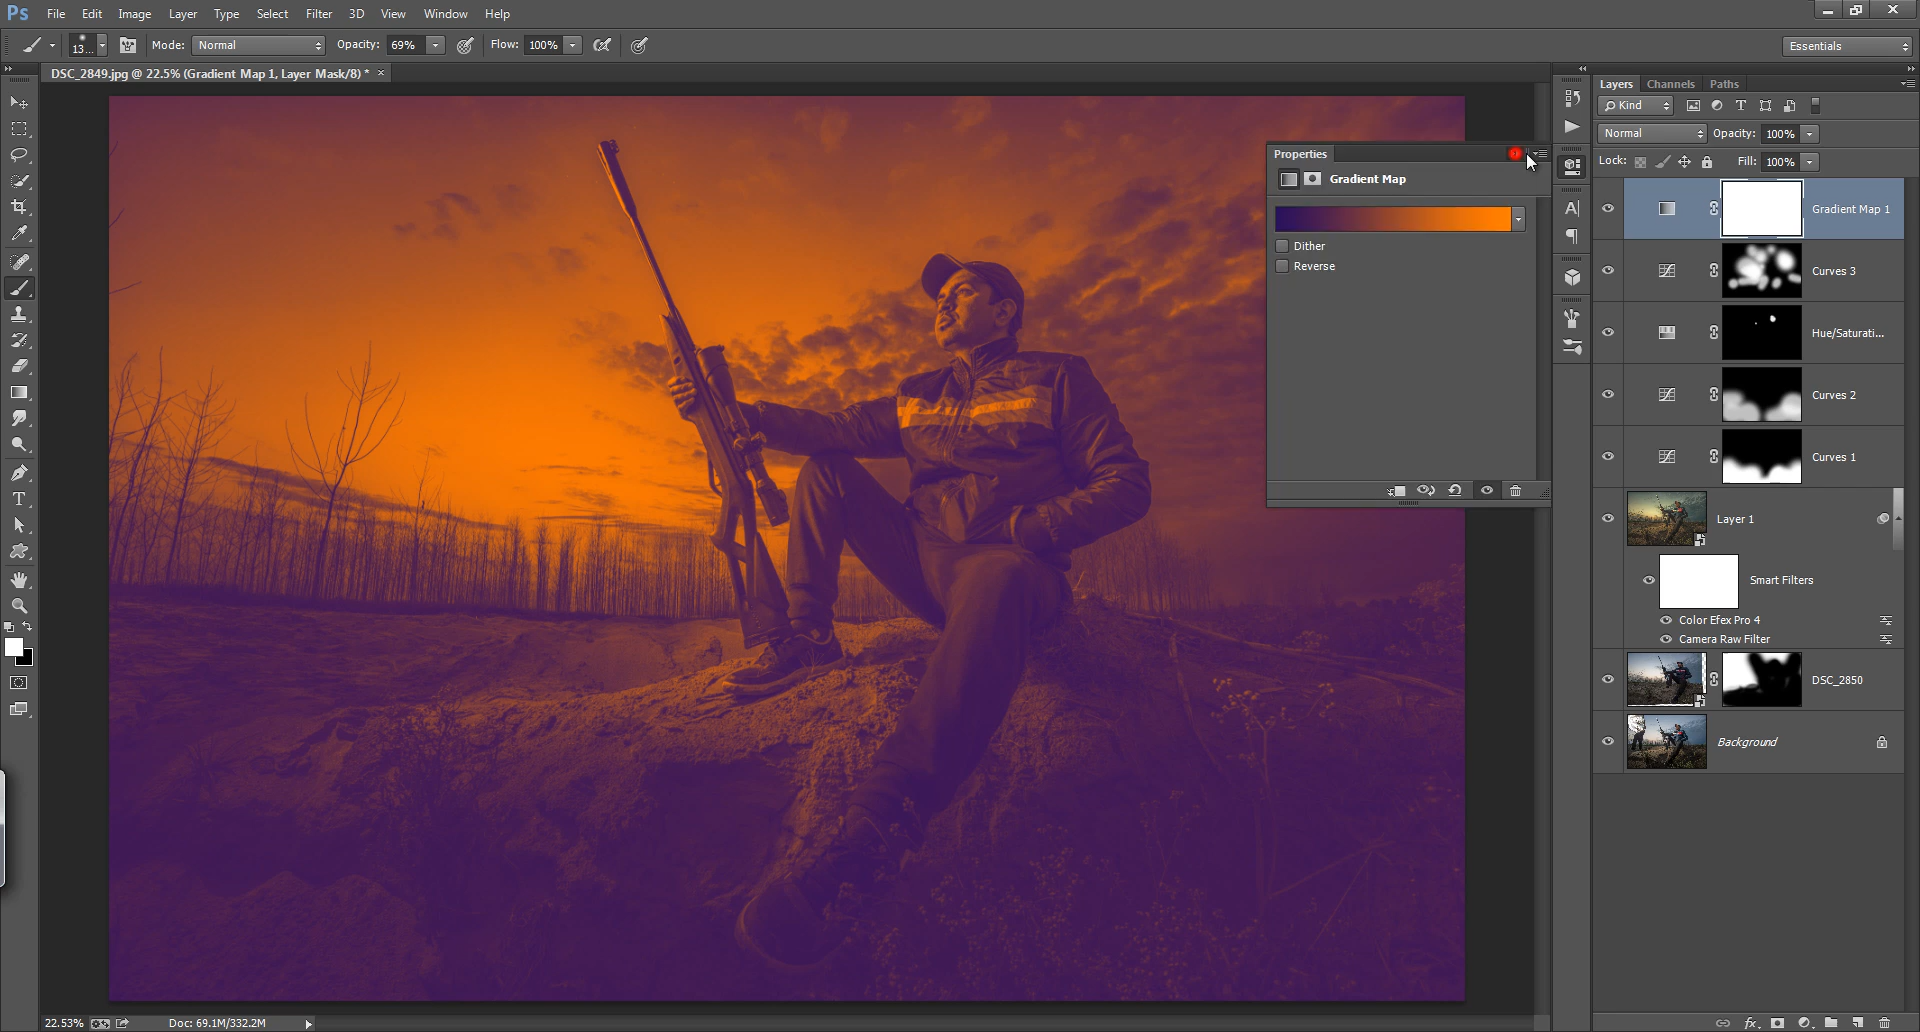 Ps File Edit Image Layer Type Select Filter 3D View Window Help
13... Mode: Normal Opacity: 69% Flow: 100% Essentials
DSC_2849.jpg @ 22.5% (Gradient Map 1, Layer Mask/8) * ×
Layers Channels Paths
Kind
Normal Opacity: 100%
Lock: Fill: 100%
Properties
Gradient Map
Dither
Reverse
Gradient Map 1
Curves 3
Hue/Saturati...
Curves 2
Curves 1
Layer 1
Smart Filters
Color Efex Pro 4
Camera Raw Filter
DSC_2850
Background
22.53% Doc: 69.1M/332.2M